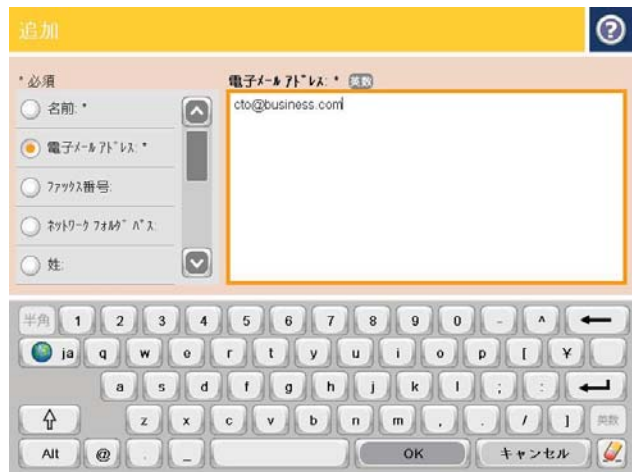 追加
?
* 必須
電子ﾒｰﾙ ｱﾄﾞﾚｽ: * 英数
名前: *
cto@business.com
電子ﾒｰﾙ ｱﾄﾞﾚｽ: *
ﾌｧｯｸｽ番号:
ﾈｯﾄﾜｰｸ ﾌｫﾙﾀﾞ ﾊﾟｽ:
姓:
半角 1 2 3 4 5 6 7 8 9 0 - ^
ja q w e r t y u i o p [ ¥
a s d f g h j k l ; :
z x c v b n m , . / ] 英数
Alt @ . _ OK キャンセル